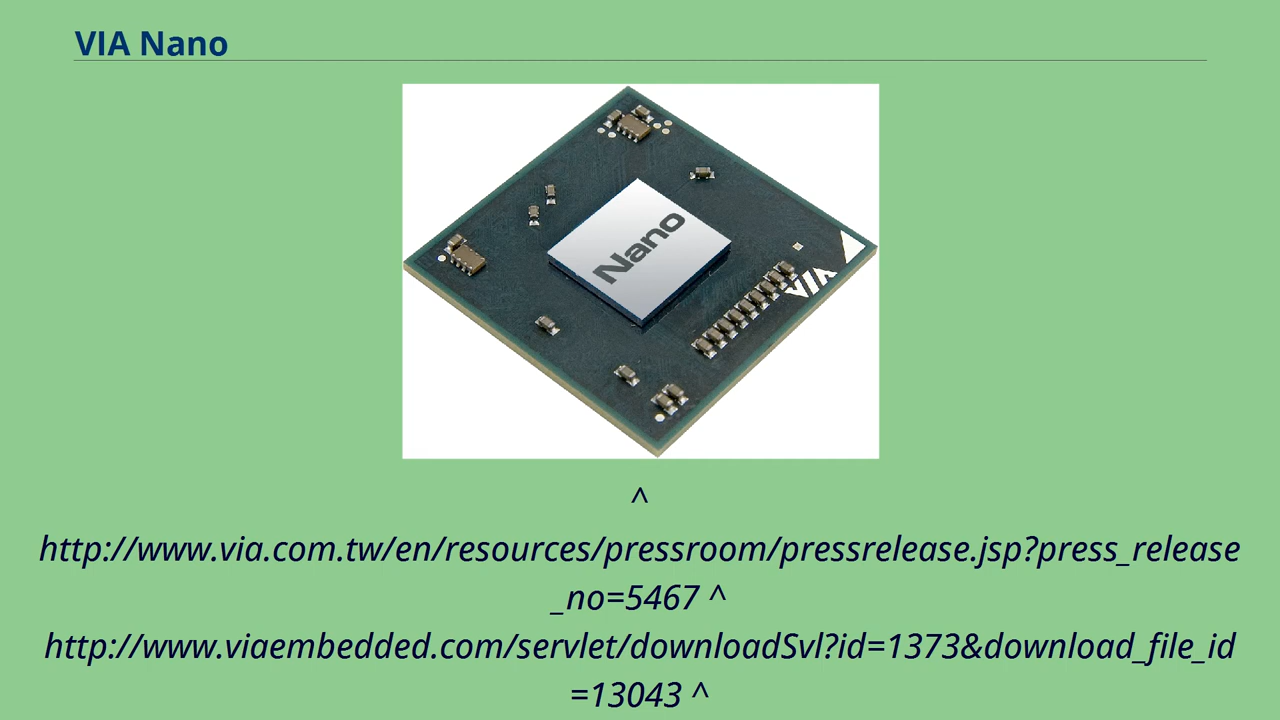 VIA Nano
Nano
VIA
^
http://www.via.com.tw/en/resources/pressroom/pressrelease.jsp?press_release
_no=5467 ^
http://www.viaembedded.com/servlet/downloadSvl?id=1373&download_file_id
=13043 ^